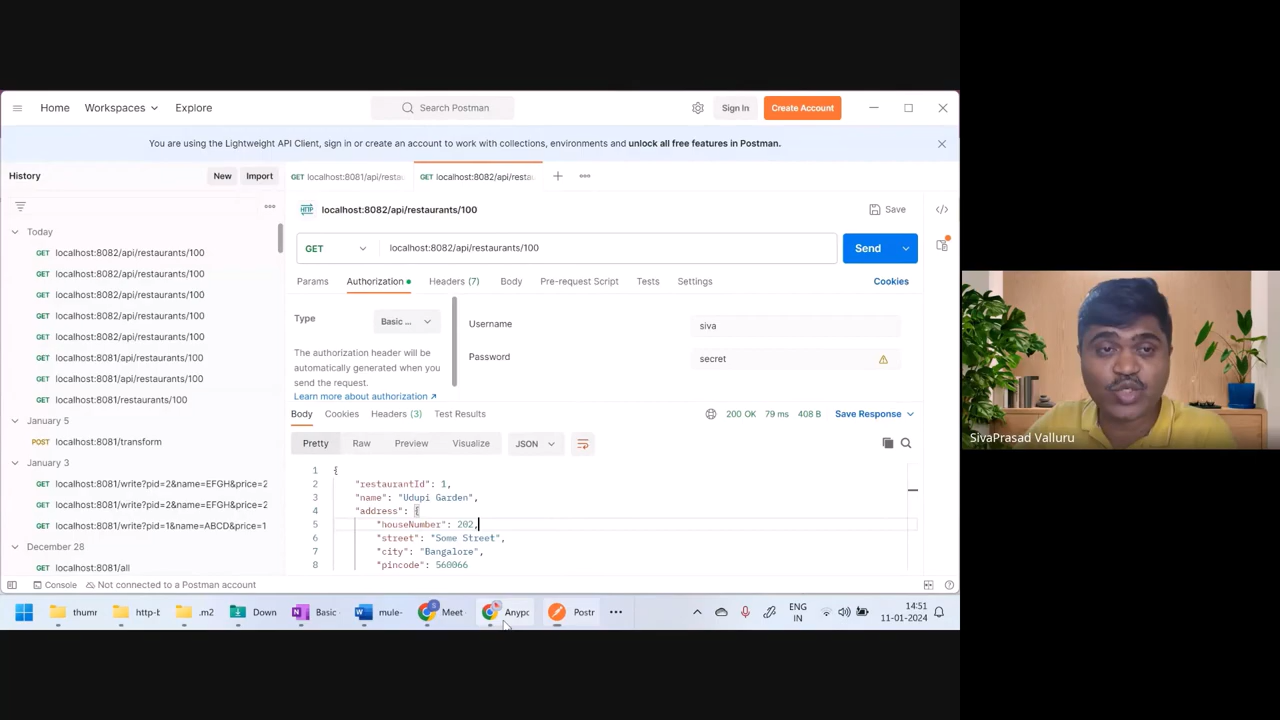 Home Workspaces Explore Search Postman Sign In Create Account
You are using the Lightweight API Client, sign in or create an account to work with collections, environments and unlock all free features in Postman.
History New Import
GET localhost:8081/api/resta GET localhost:8082/api/resta
HTTP localhost:8082/api/restaurants/100 Save
GET localhost:8082/api/restaurants/100 Send
Params Authorization Headers (7) Body Pre-request Script Tests Settings Cookies
Today
GET localhost:8082/api/restaurants/100
GET localhost:8082/api/restaurants/100
GET localhost:8082/api/restaurants/100
GET localhost:8082/api/restaurants/100
GET localhost:8082/api/restaurants/100
GET localhost:8081/api/restaurants/100
GET localhost:8081/api/restaurants/100
GET localhost:8081/restaurants/100
January 5
POST localhost:8081/transform
January 3
GET localhost:8081/write?pid=2&name=EFGH&price=2
GET localhost:8081/write?pid=2&name=EFGH&price=2
GET localhost:8081/write?pid=1&name=ABCD&price=1
December 28
GET localhost:8081/all
Type Basic ...
The authorization header will be
automatically generated when you
send the request.
Learn more about authorization
Username siva
Password secret
Body Cookies Headers (3) Test Results 200 OK 79 ms 408 B Save Response
Pretty Raw Preview Visualize JSON
1 {
2 "restaurantId": 1,
3 "name": "Udupi Garden",
4 "address": {
5 "houseNumber": 202,
6 "street": "Some Street",
7 "city": "Bangalore",
8 "pincode": 560066
Console Not connected to a Postman account
thumr http-b .m2 Down Basic mule- Meet Anypo Postr
ENG
IN
14:51
11-01-2024
SivaPrasad Valluru